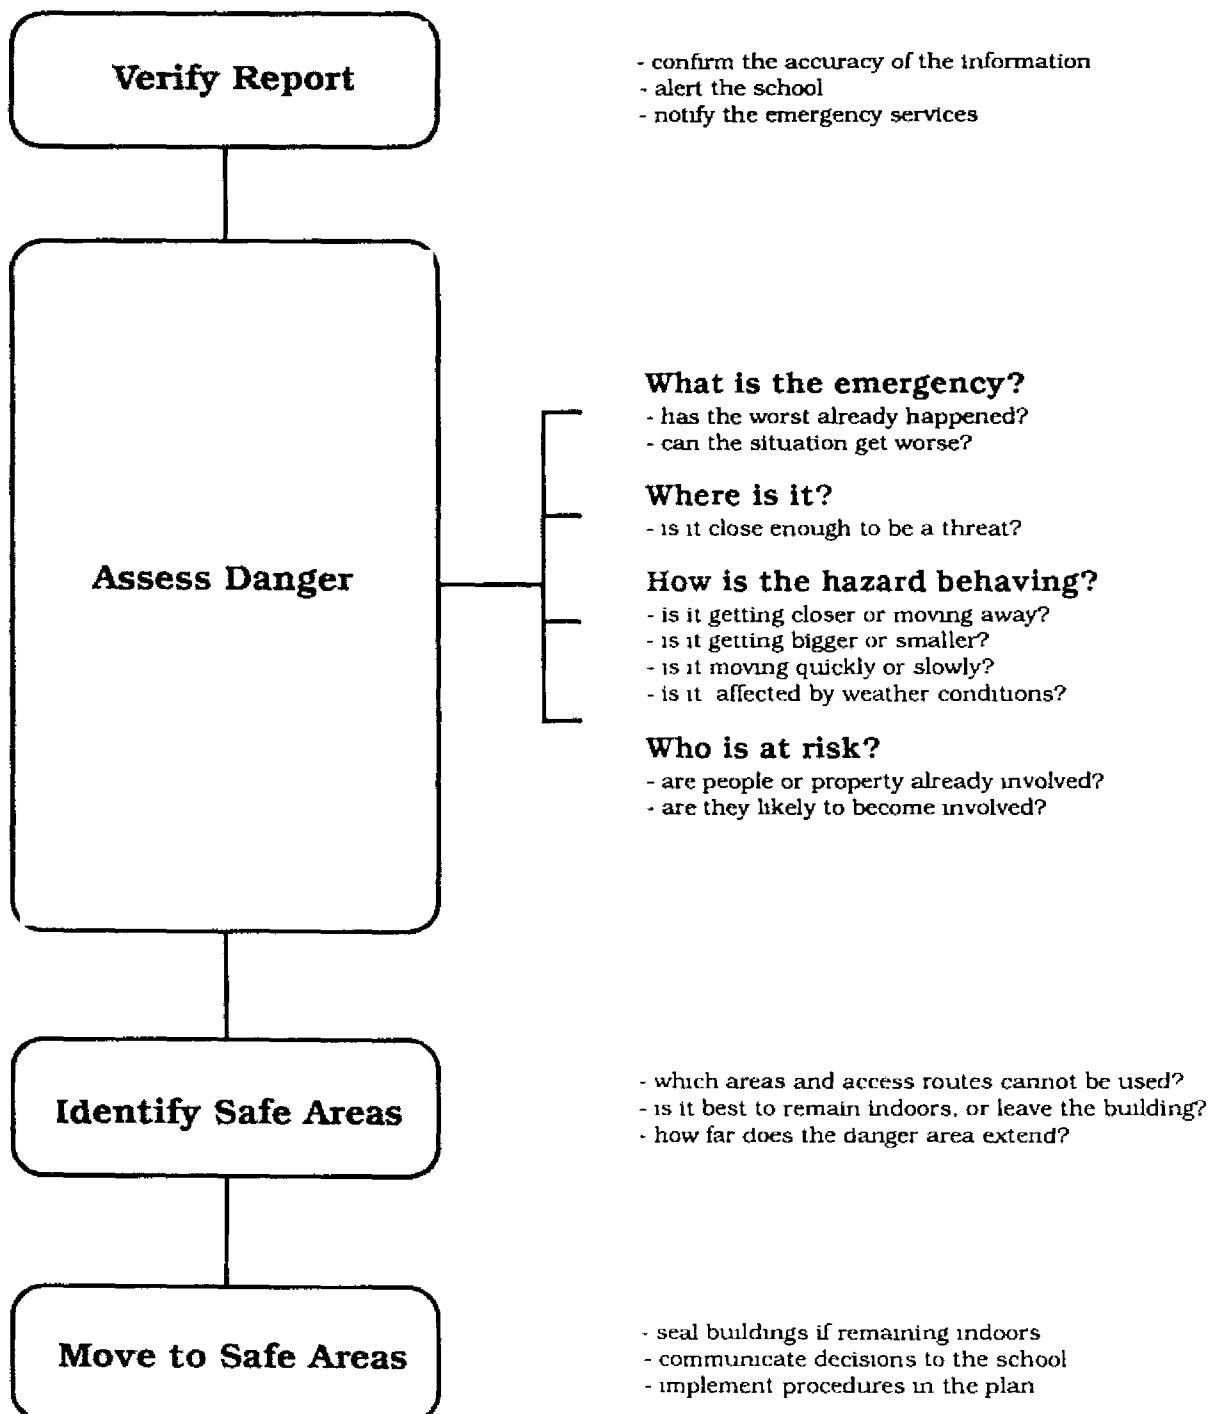 Verify Report
- confirm the accuracy of the information
- alert the school
- notify the emergency services
Assess Danger
What is the emergency?
- has the worst already happened?
- can the situation get worse?
Where is it?
- is it close enough to be a threat?
How is the hazard behaving?
- is it getting closer or moving away?
- is it getting bigger or smaller?
- is it moving quickly or slowly?
- is it affected by weather conditions?
Who is at risk?
- are people or property already involved?
- are they likely to become involved?
Identify Safe Areas
- which areas and access routes cannot be used?
- is it best to remain indoors, or leave the building?
- how far does the danger area extend?
Move to Safe Areas
- seal buildings if remaining indoors
- communicate decisions to the school
- implement procedures in the plan